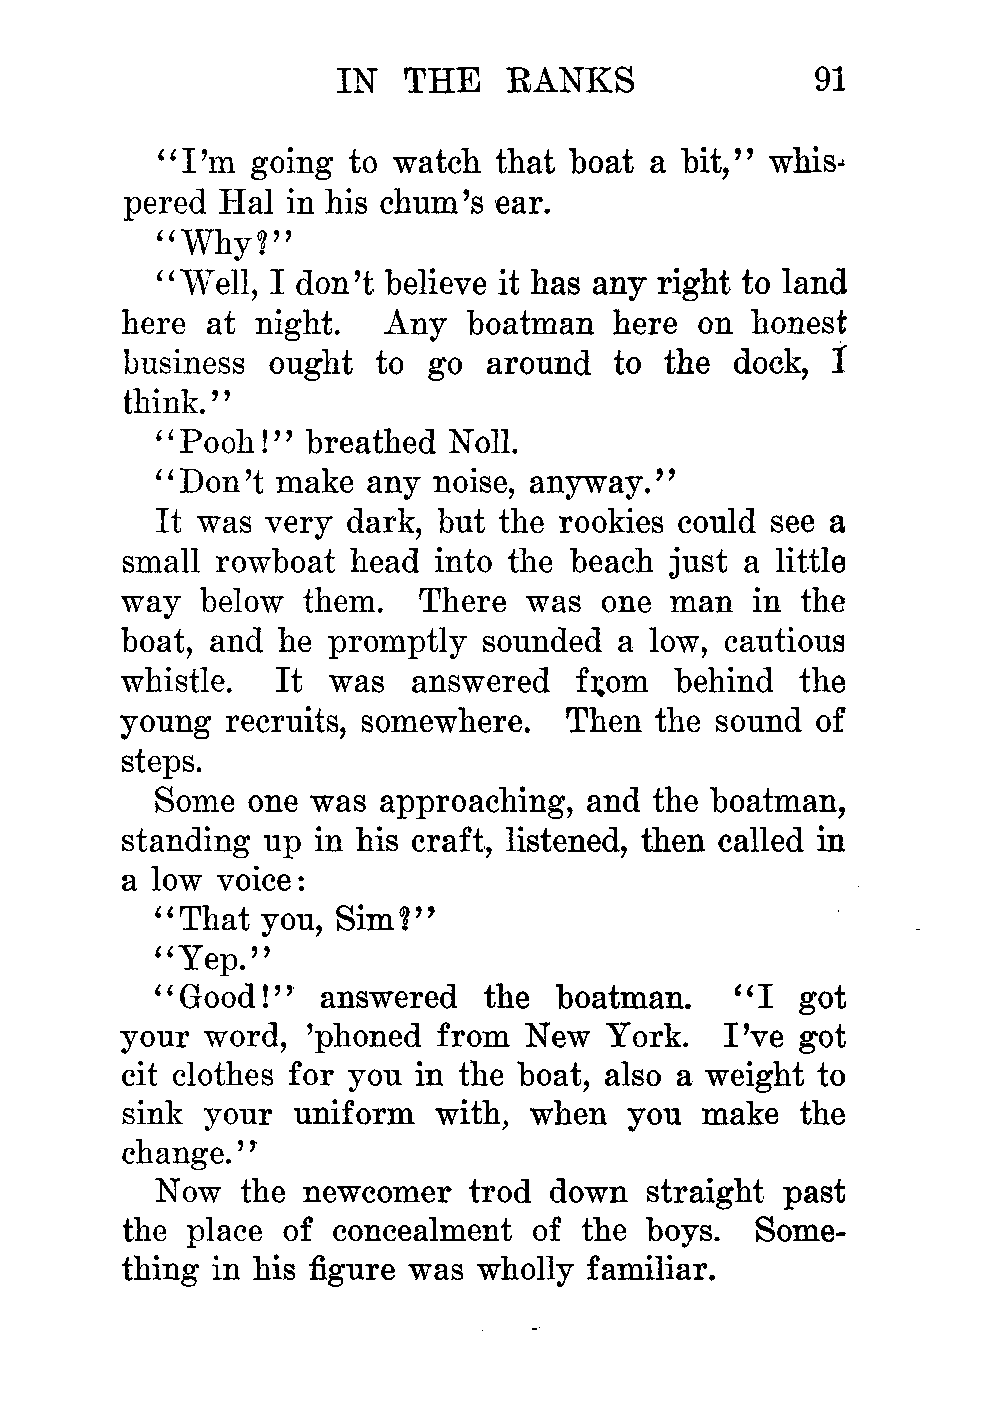 IN THE RANKS 91
"I'm going to watch that boat a bit," whis-
pered Hal in his chum's ear.
"Why?"
"Well, I don't believe it has any right to land
here at night. Any boatman here on honest
business ought to go around to the dock, I
think."
"Pooh!" breathed Noll.
"Don't make any noise, anyway."
It was very dark, but the rookies could see a
small rowboat head into the beach just a little
way below them. There was one man in the
boat, and he promptly sounded a low, cautious
whistle. It was answered from behind the
young recruits, somewhere. Then the sound of
steps.
Some one was approaching, and the boatman,
standing up in his craft, listened, then called in
a low voice:
"That you, Sim?"
"Yep."
"Good!" answered the boatman. "I got
your word, 'phoned from New York. I've got
cit clothes for you in the boat, also a weight to
sink your uniform with, when you make the
change."
Now the newcomer trod down straight past
the place of concealment of the boys. Some-
thing in his figure was wholly familiar.